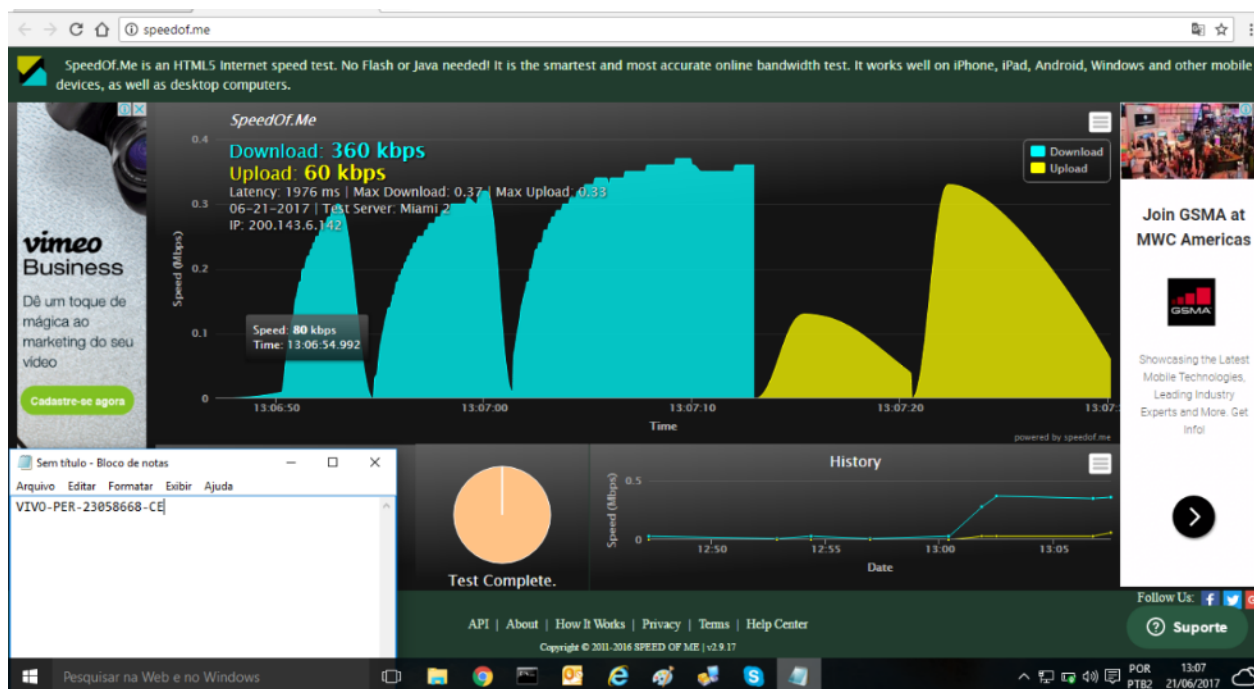 speedof.me
SpeedOf.Me is an HTML5 Internet speed test. No Flash or Java needed! It is the smartest and most accurate online bandwidth test. It works well on iPhone, iPad, Android, Windows and other mobile
devices, as well as desktop computers.
SpeedOf.Me
Download: 360 kbps
Upload: 60 kbps
Latency: 1976 ms | Max Download: 0.37 | Max Upload: 0.33
06-21-2017 | Test Server: Miami 2
IP: 200.143.6.142
Download
Upload
0.4
0.3
0.2
0.1
0
Speed (Mbps)
Speed: 80 kbps
Time: 13:06:54.992
13:06:50
13:07:00
13:07:10
13:07:20
13:07:
Time
powered by speedof.me
vimeo
Business
Dê um toque de
mágica ao
marketing do seu
vídeo
Cadastre-se agora
Join GSMA at
MWC Americas
GSMA
Showcasing the Latest
Mobile Technologies,
Leading Industry
Experts and More. Get
Info!
Sem título - Bloco de notas
Arquivo Editar Formatar Exibir Ajuda
VIVO-PER-23058668-CE
Test Complete.
History
Speed (Mbps)
0.5
0
12:50
12:55
13:00
13:05
Date
Follow Us:
API | About | How It Works | Privacy | Terms | Help Center
Copyright © 2011-2016 SPEED OF ME | v2.9.17
Suporte
Pesquisar na Web e no Windows
POR
PTB2
13:07
21/06/2017